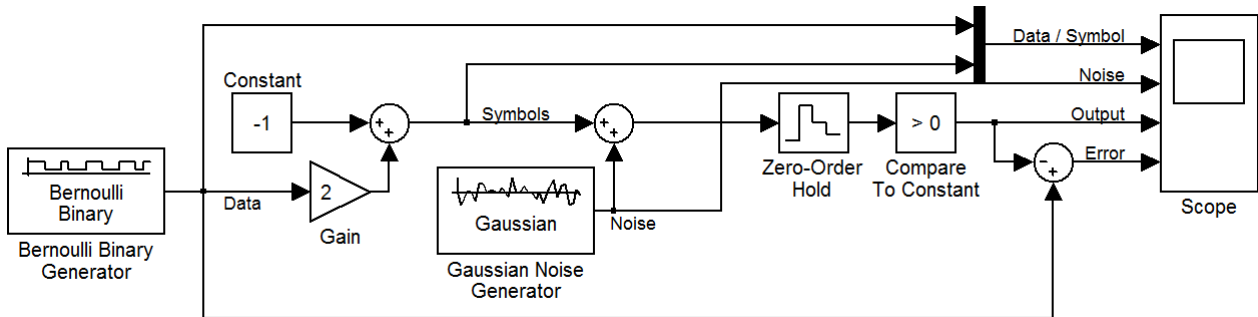 Data / Symbol
Constant
Noise
-1
+
+
Symbols
+
+
> 0
Output
Zero-Order
Hold
Compare
To Constant
-
+
Error
Bernoulli
Binary
Data
2
Gain
Gaussian
Noise
Scope
Bernoulli Binary
Generator
Gaussian Noise
Generator